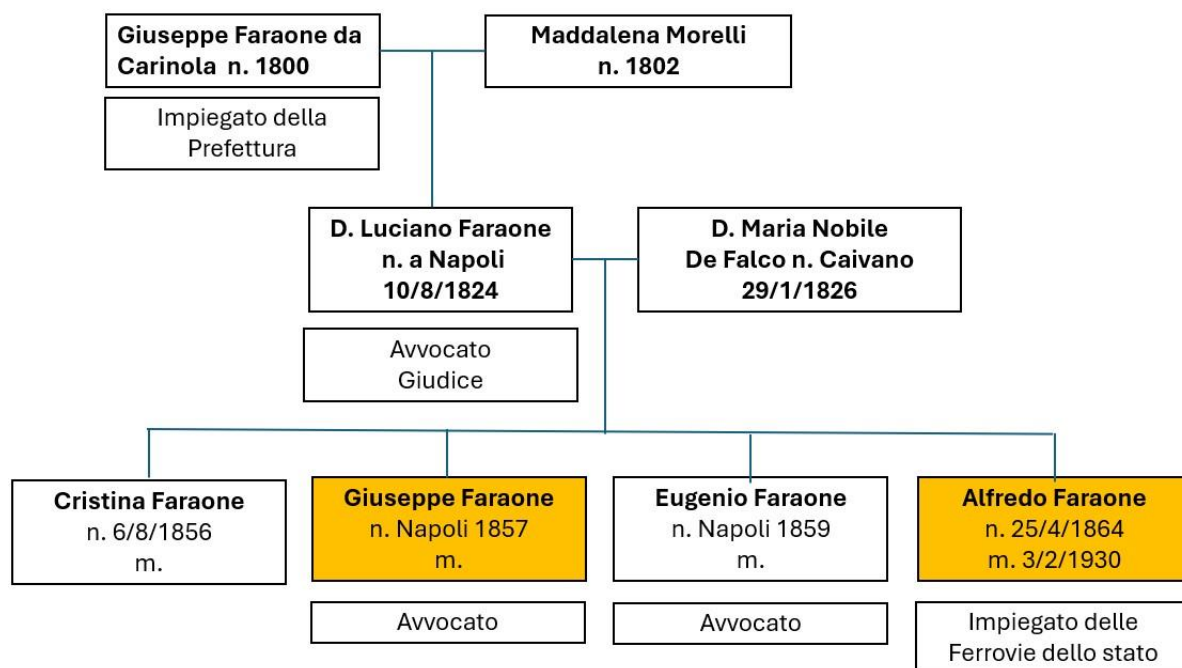 Giuseppe Faraone da
Carinola n. 1800
Maddalena Morelli
n. 1802
Impiegato della
Prefettura
D. Luciano Faraone
n. a Napoli
10/8/1824
D. Maria Nobile
De Falco n. Caivano
29/1/1826
Avvocato
Giudice
Cristina Faraone
n. 6/8/1856
m.
Giuseppe Faraone
n. Napoli 1857
m.
Eugenio Faraone
n. Napoli 1859
m.
Alfredo Faraone
n. 25/4/1864
m. 3/2/1930
Avvocato
Avvocato
Impiegato delle
Ferrovie dello stato